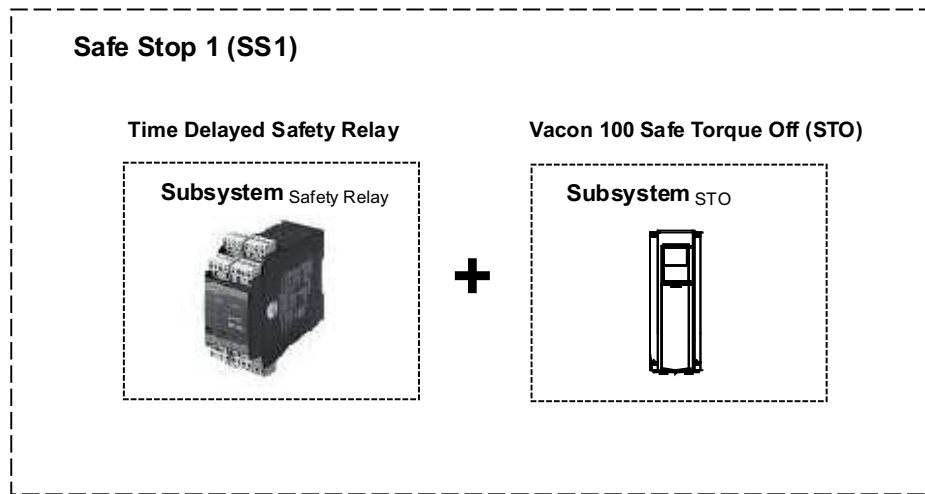 Safe Stop 1 (SS1)
Time Delayed Safety Relay
Vacon 100 Safe Torque Off (STO)
Subsystem Safety Relay
Subsystem STO
+